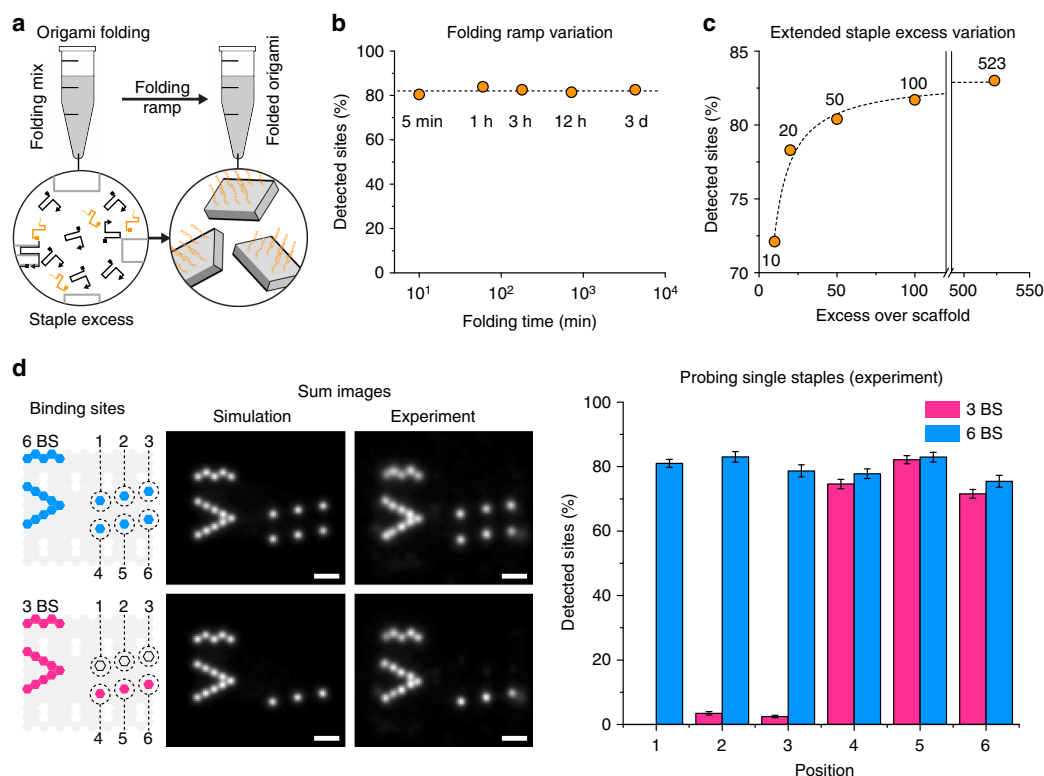 a
Origami folding
Folding mix
Folding
ramp
Folded origami
Staple excess
b
Folding ramp variation
Detected sites (%)
100
80
60
40
20
0
5 min
1 h
3 h
12 h
3 d
10¹
10²
10³
10⁴
Folding time (min)
c
Extended staple excess variation
Detected sites (%)
85
80
75
70
10
20
50
100
523
0
50
100
500
550
Excess over scaffold
d
Binding sites
Sum images
Simulation
Experiment
6 BS
1
2
3
4
5
6
3 BS
1
2
3
4
5
6
Probing single staples (experiment)
3 BS
6 BS
Detected sites (%)
100
80
60
40
20
0
1
2
3
4
5
6
Position